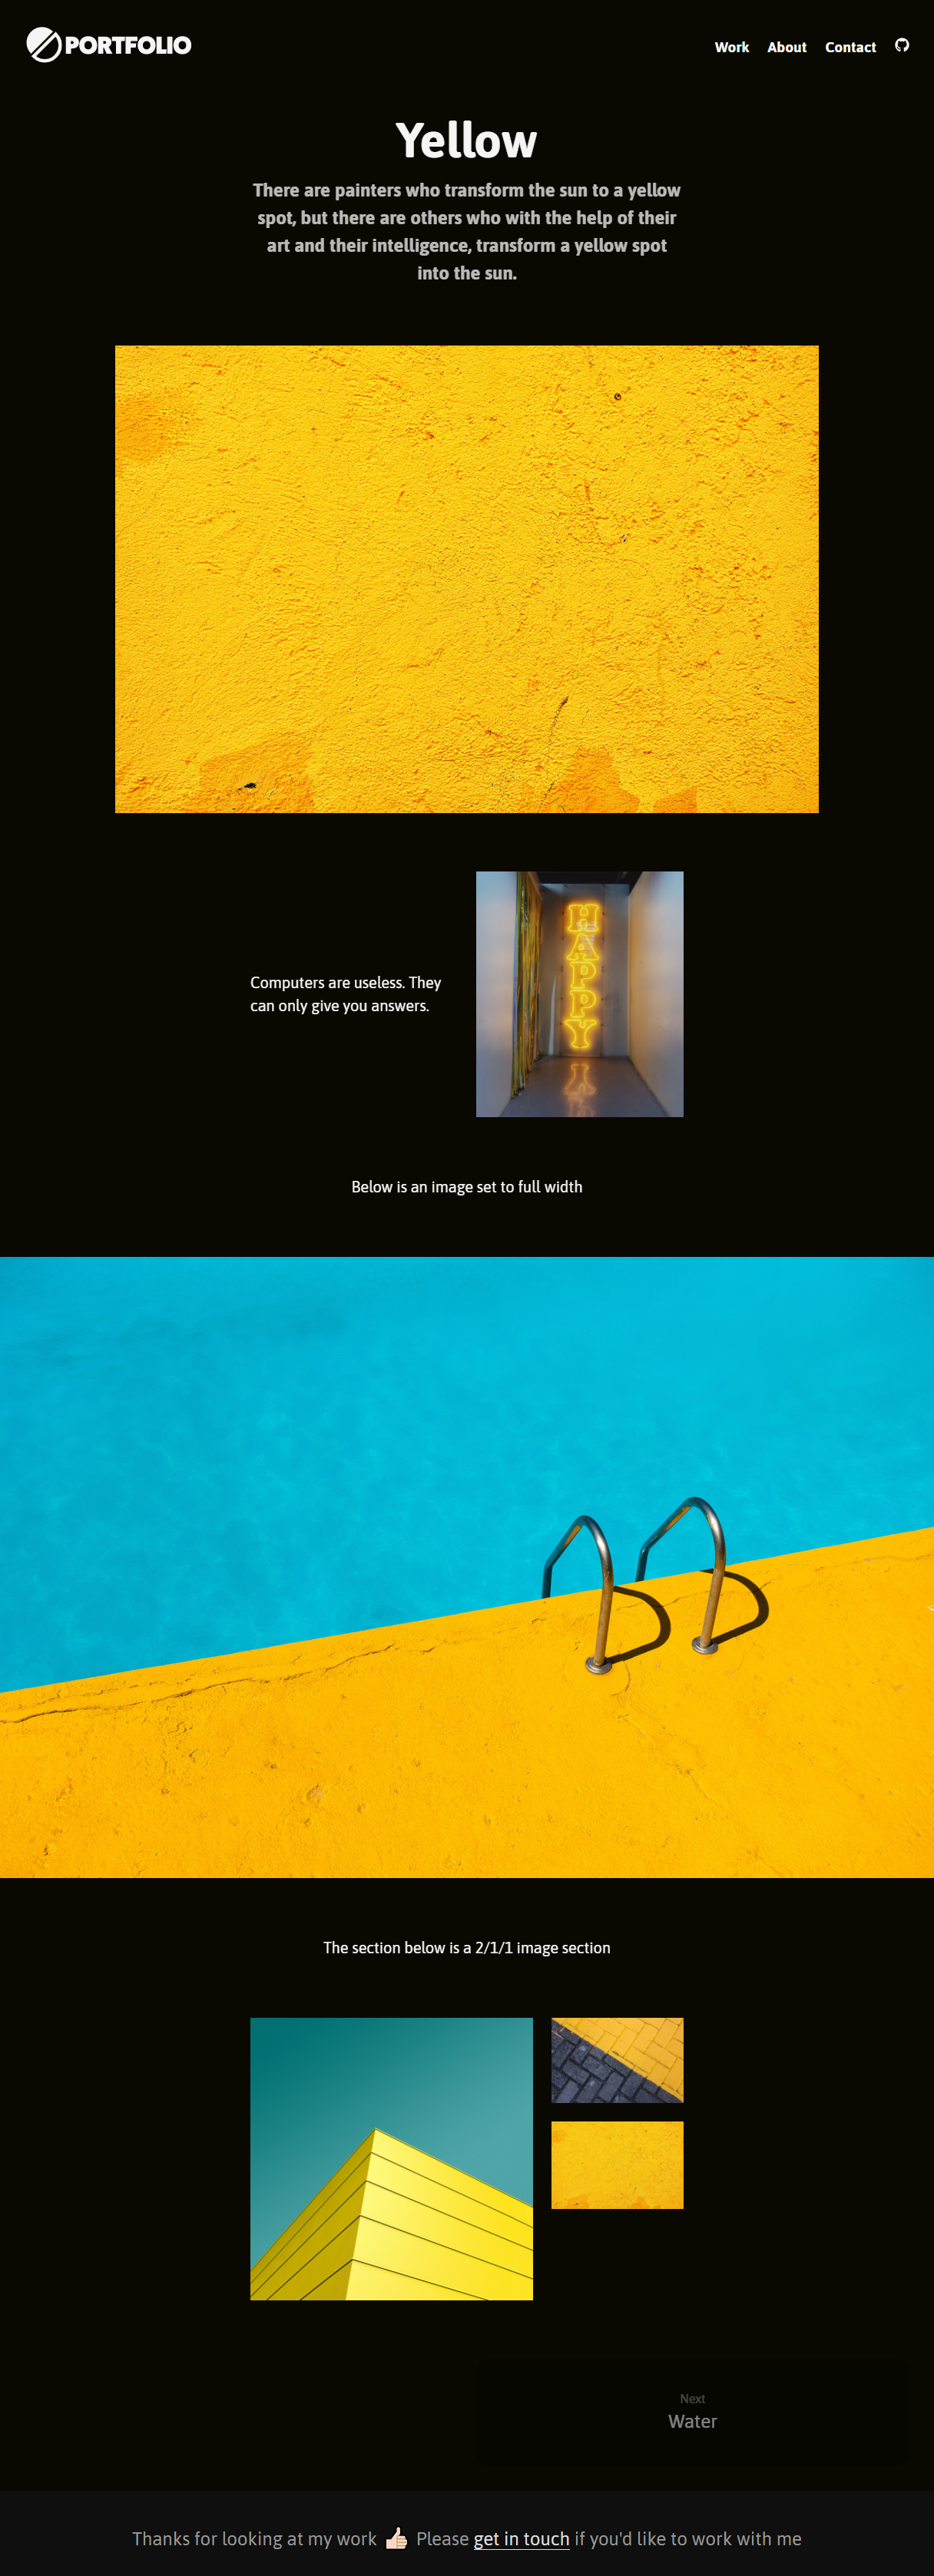 PORTFOLIO
Work About Contact
Yellow
There are painters who transform the sun to a yellow
spot, but there are others who with the help of their
art and their intelligence, transform a yellow spot
into the sun.
HAPPY
Computers are useless. They
can only give you answers.
Below is an image set to full width
The section below is a 2/1/1 image section
Next
Water
Thanks for looking at my work 👍🏻 Please get in touch if you'd like to work with me